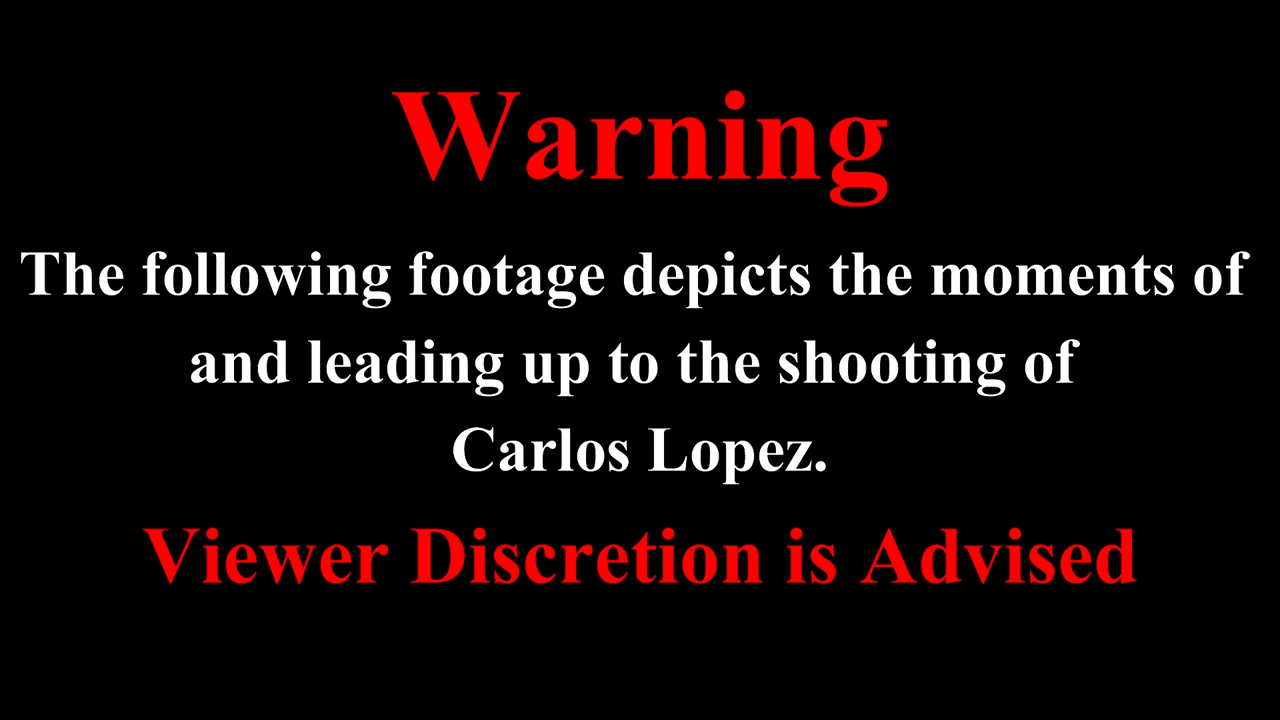 Warning
The following footage depicts the moments of
and leading up to the shooting of
Carlos Lopez.
Viewer Discretion is Advised